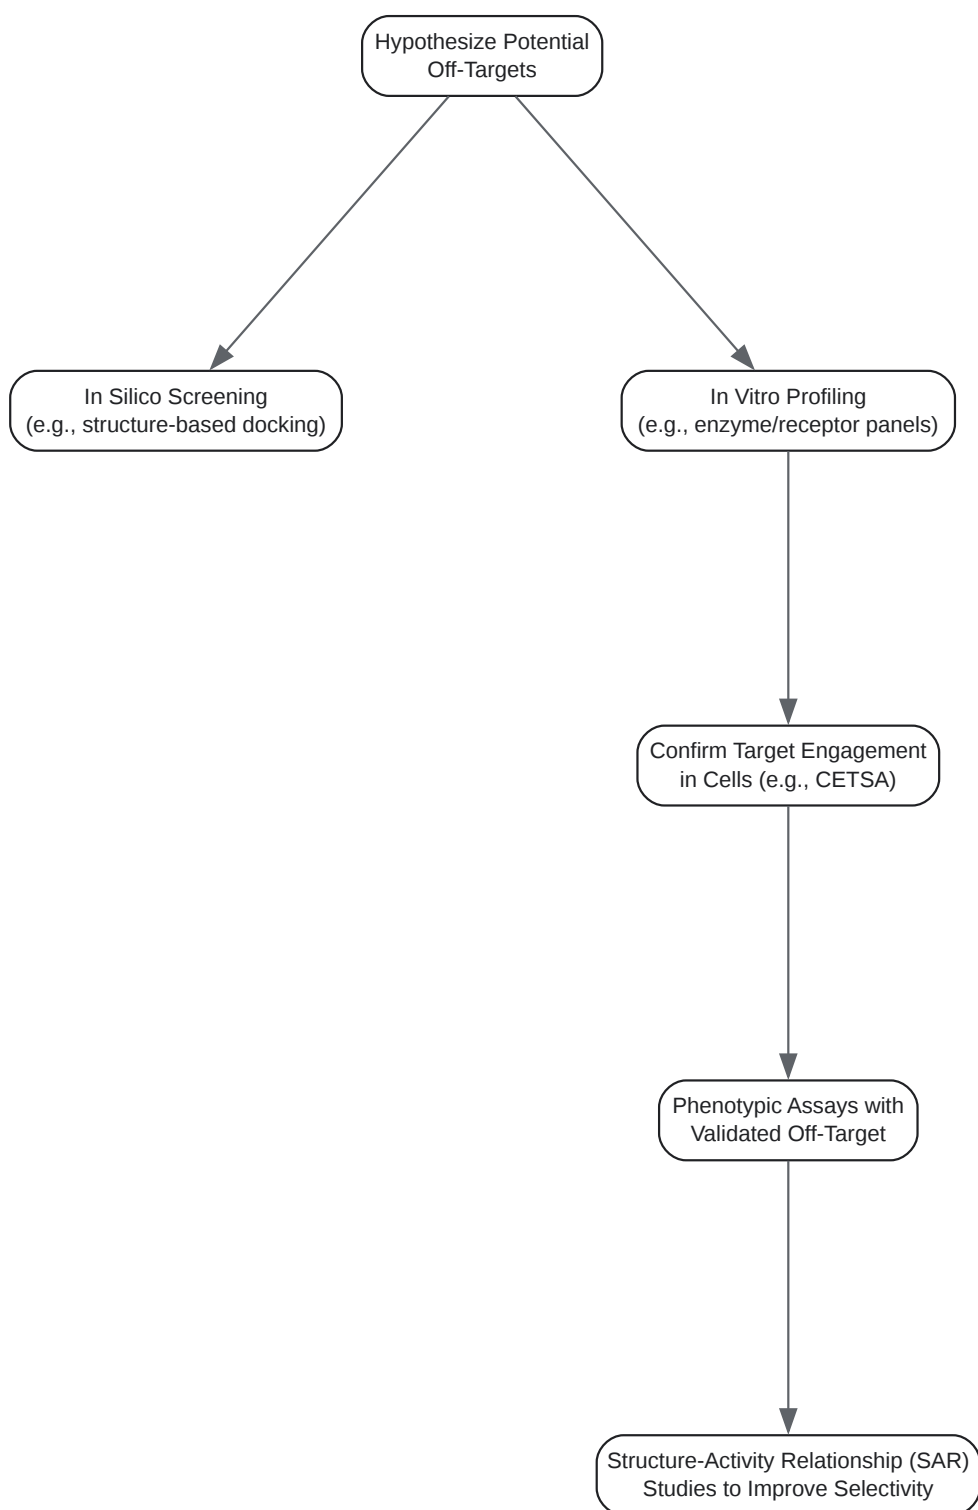 Hypothesize Potential
Off-Targets
In Silico Screening
(e.g., structure-based docking)
In Vitro Profiling
(e.g., enzyme/receptor panels)
Confirm Target Engagement
in Cells (e.g., CETSA)
Phenotypic Assays with
Validated Off-Target
Structure-Activity Relationship (SAR)
Studies to Improve Selectivity